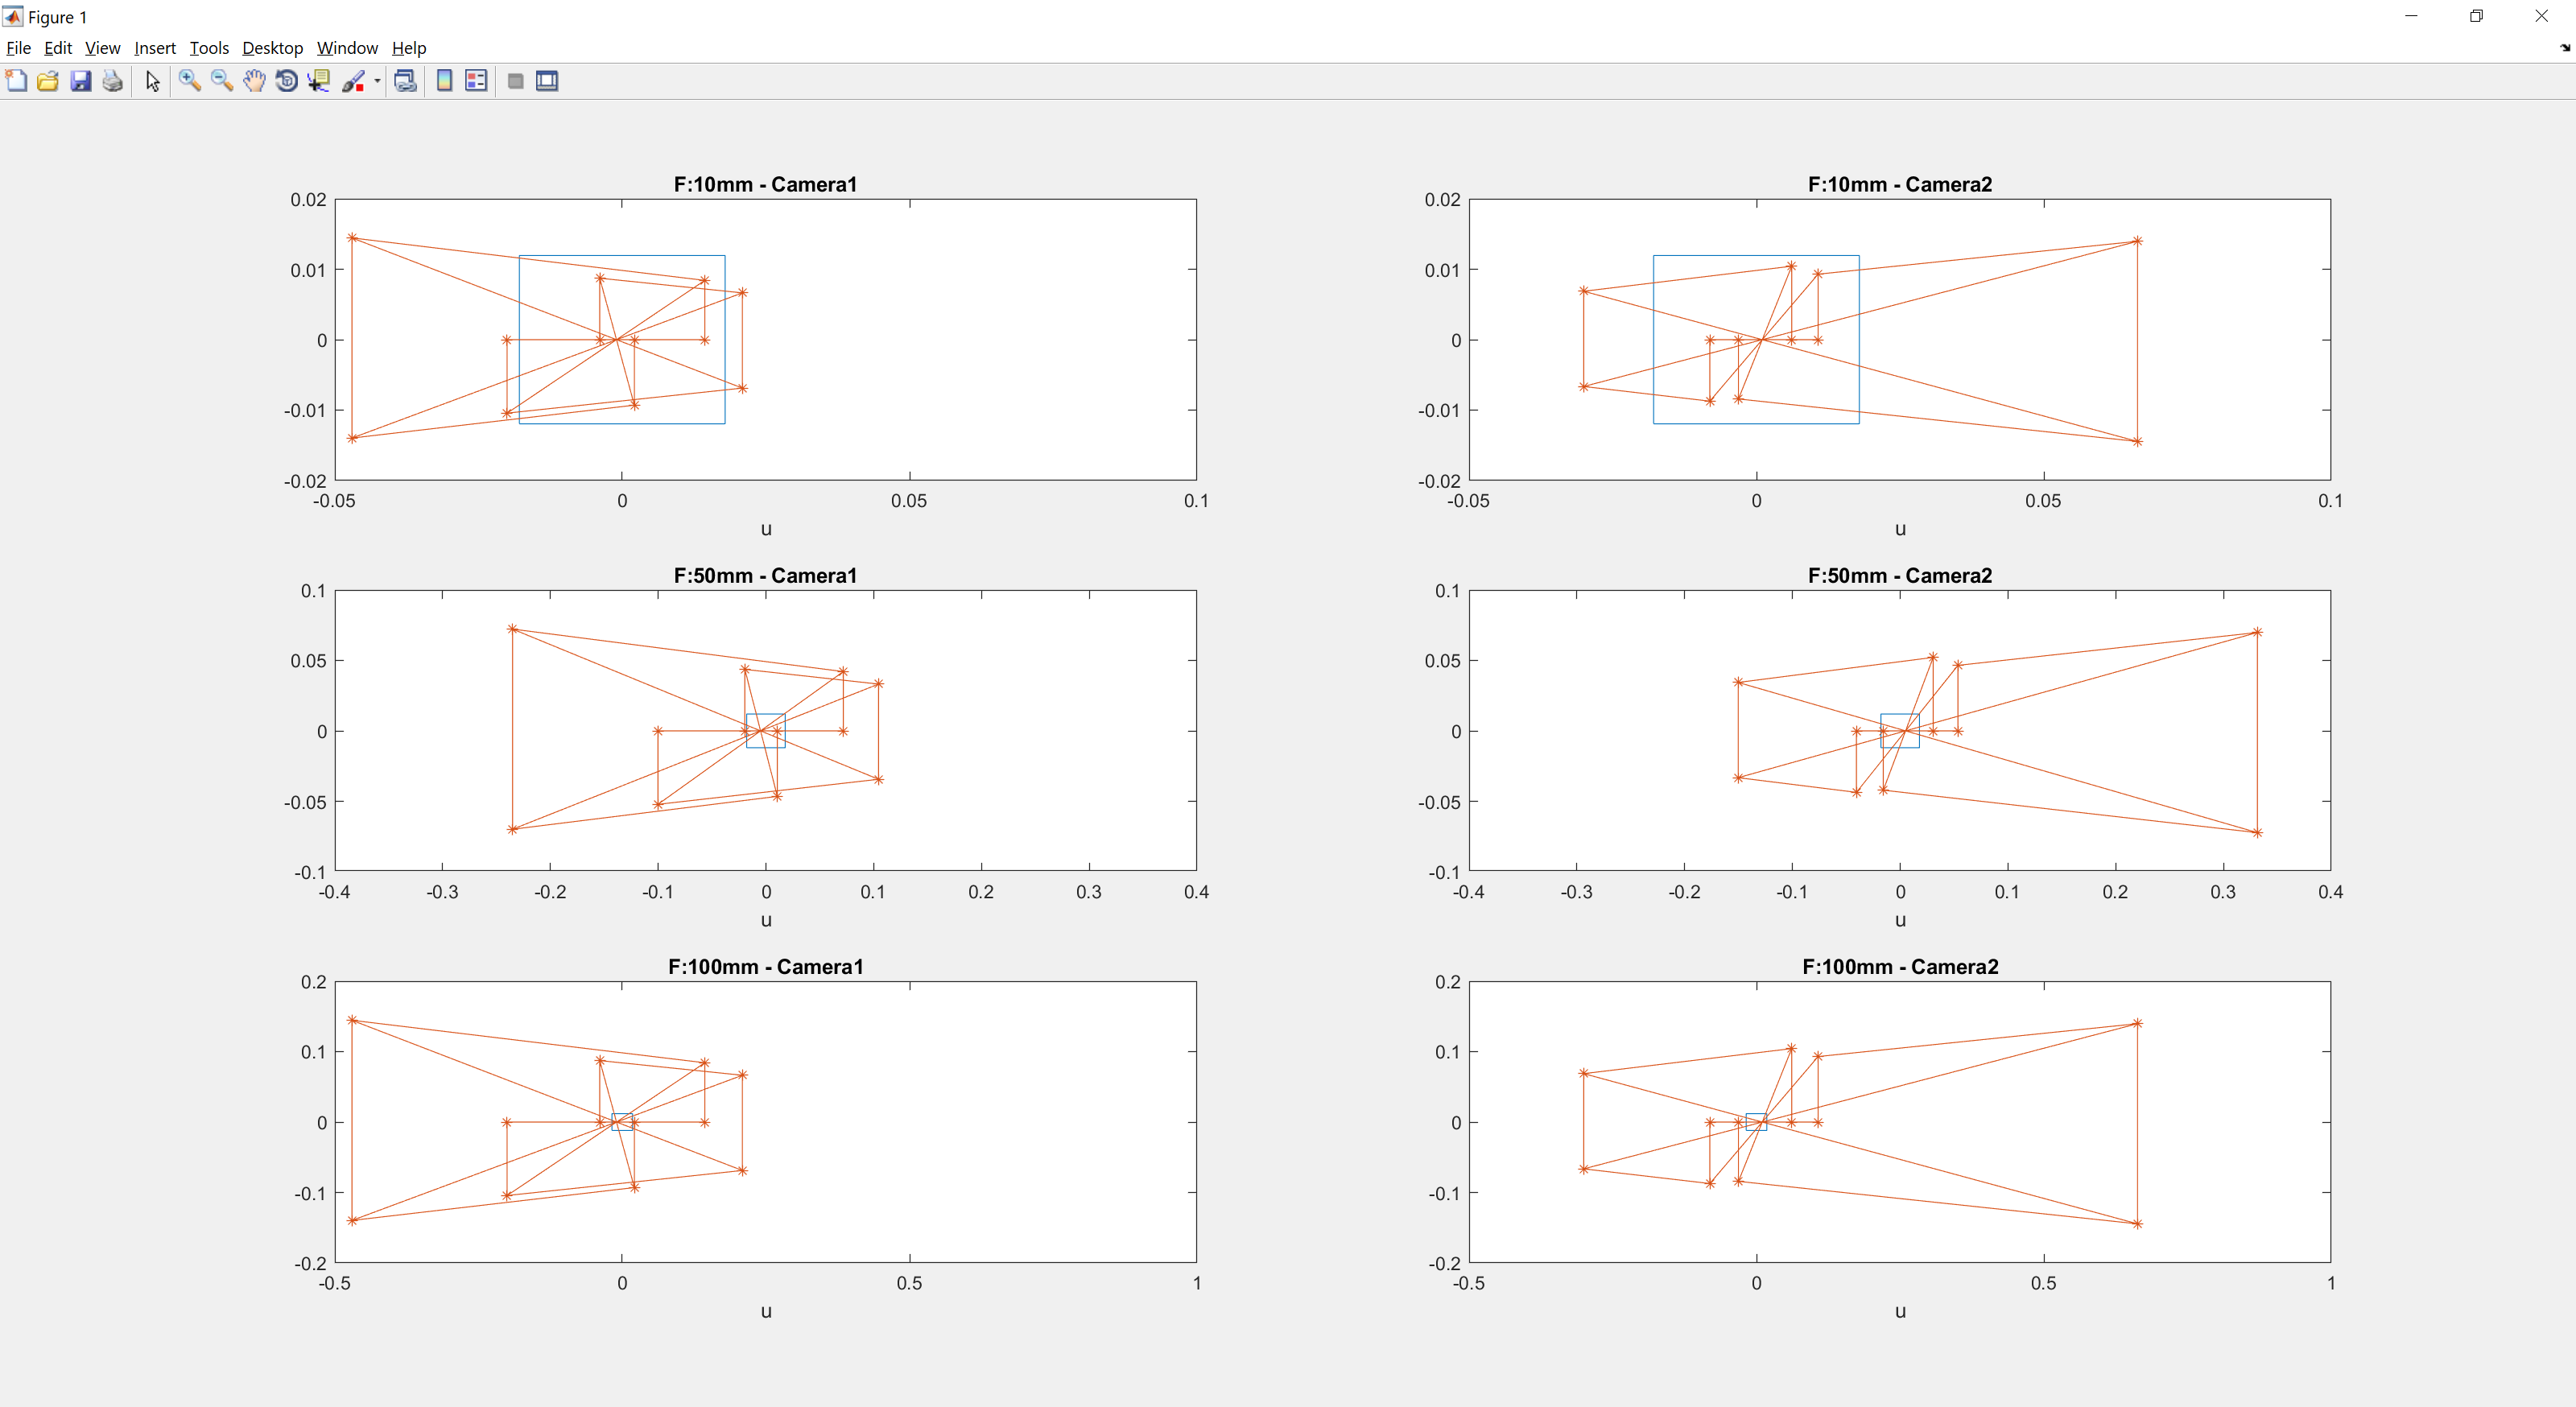 Figure 1
File Edit View Insert Tools Desktop Window Help
F:10mm - Camera1
0.02
0.01
0
-0.01
-0.02
-0.05 0 0.05 0.1
u
F:10mm - Camera2
0.02
0.01
0
-0.01
-0.02
-0.05 0 0.05 0.1
u
F:50mm - Camera1
0.1
0.05
0
-0.05
-0.1
-0.4 -0.3 -0.2 -0.1 0 0.1 0.2 0.3 0.4
u
F:50mm - Camera2
0.1
0.05
0
-0.05
-0.1
-0.4 -0.3 -0.2 -0.1 0 0.1 0.2 0.3 0.4
u
F:100mm - Camera1
0.2
0.1
0
-0.1
-0.2
-0.5 0 0.5 1
u
F:100mm - Camera2
0.2
0.1
0
-0.1
-0.2
-0.5 0 0.5 1
u